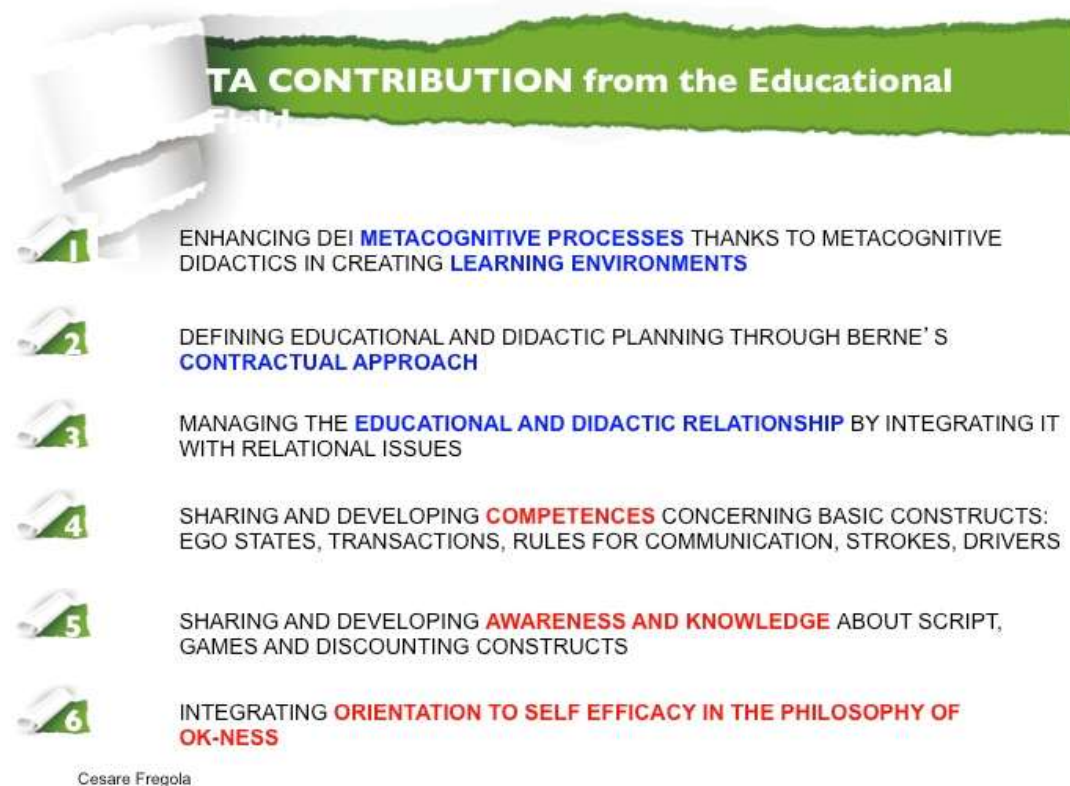 TA CONTRIBUTION from the Educational
Field
1
ENHANCING DEI METACOGNITIVE PROCESSES THANKS TO METACOGNITIVE
DIDACTICS IN CREATING LEARNING ENVIRONMENTS
2
DEFINING EDUCATIONAL AND DIDACTIC PLANNING THROUGH BERNE’ S
CONTRACTUAL APPROACH
3
MANAGING THE EDUCATIONAL AND DIDACTIC RELATIONSHIP BY INTEGRATING IT
WITH RELATIONAL ISSUES
4
SHARING AND DEVELOPING COMPETENCES CONCERNING BASIC CONSTRUCTS:
EGO STATES, TRANSACTIONS, RULES FOR COMMUNICATION, STROKES, DRIVERS
5
SHARING AND DEVELOPING AWARENESS AND KNOWLEDGE ABOUT SCRIPT,
GAMES AND DISCOUNTING CONSTRUCTS
6
INTEGRATING ORIENTATION TO SELF EFFICACY IN THE PHILOSOPHY OF
OK-NESS
Cesare Fregola